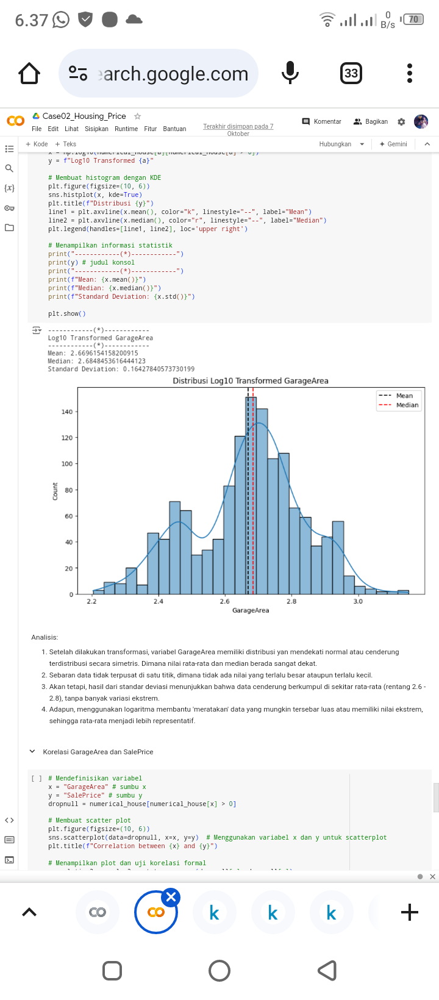 6.37
0 B/s
70
earch.google.com
33
Case02_Housing_Price
File Edit Lihat Sisipkan Runtime Fitur Bantuan
Terakhir disimpan pada 7 Oktober
Komentar
Bagikan
+ Kode + Teks
Hubungkan
Gemini
x = np.log10(numerical_house[a][numerical_house[a] > 0])
y = f"Log10 Transformed {a}"
# Membuat histogram dengan KDE
plt.figure(figsize=(10, 6))
sns.histplot(x, kde=True)
plt.title(f"Distribusi {y}")
line1 = plt.axvline(x.mean(), color="k", linestyle="--", label="Mean")
line2 = plt.axvline(x.median(), color="r", linestyle="--", label="Median")
plt.legend(handles=[line1, line2], loc='upper right')
# Menampilkan informasi statistik
print("------------(*)------------")
print(y) # judul konsol
print("------------(*)------------")
print(f"Mean: {x.mean()}")
print(f"Median: {x.median()}")
print(f"Standard Deviation: {x.std()}")
plt.show()
------------(*)------------
Log10 Transformed GarageArea
------------(*)------------
Mean: 2.6696154158200915
Median: 2.6848453616444123
Standard Deviation: 0.16427840573730199
Distribusi Log10 Transformed GarageArea
Mean
Median
140
120
100
80
60
40
20
0
Count
2.2 2.4 2.6 2.8 3.0
GarageArea
Analisis:
1. Setelah dilakukan transformasi, variabel GarageArea memiliki distribusi yan mendekati normal atau cenderung
terdistribusi secara simetris. Dimana nilai rata-rata dan median berada sangat dekat.
2. Sebaran data tidak terpusat di satu titik, dimana tidak ada nilai yang terlalu besar ataupun terlalu kecil.
3. Akan tetapi, hasil dari standar deviasi menunjukkan bahwa data cenderung berkumpul di sekitar rata-rata (rentang 2.6 -
2.8), tanpa banyak variasi ekstrem.
4. Adapun, menggunakan logaritma membantu 'meratakan' data yang mungkin tersebar luas atau memiliki nilai ekstrem,
sehingga rata-rata menjadi lebih representatif.
Korelasi GarageArea dan SalePrice
[ ] # Mendefinisikan variabel
x = "GarageArea" # sumbu x
y = "SalePrice" # sumbu y
dropnull = numerical_house[numerical_house[x] > 0]
# Membuat scatter plot
plt.figure(figsize=(10, 6))
sns.scatterplot(data=dropnull, x=x, y=y) # Menggunakan variabel x dan y untuk scatterplot
plt.title(f"Correlation between {x} and {y}")
# Menampilkan plot dan uji korelasi formal